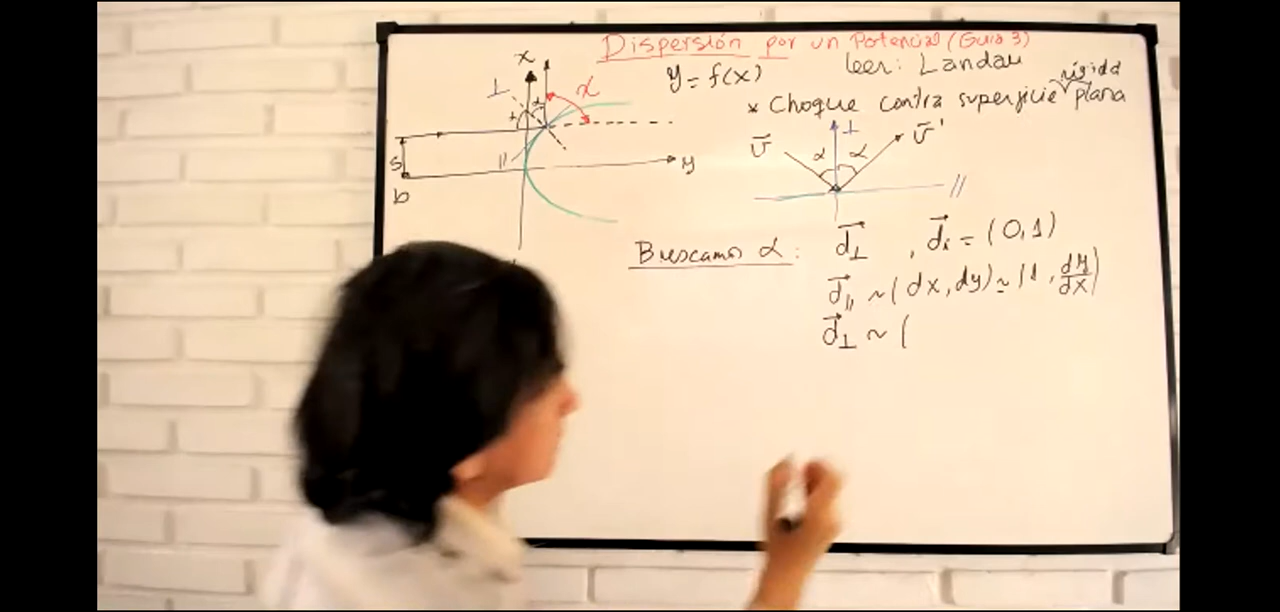 Dispersión por un Potencial (Guia 3)
y = f(x)
leer: Landau
* Choque contra superficie rígida plana
x
⊥
α
α
χ
//
s
b
y
v⃗
⊥
α
α
v⃗'
//
Buscamos α: d⃗⊥ , d⃗ᵢ = (0,1)
d⃗// ~ (dx, dy) ≃ (1, dy/dx)
d⃗⊥ ~ (